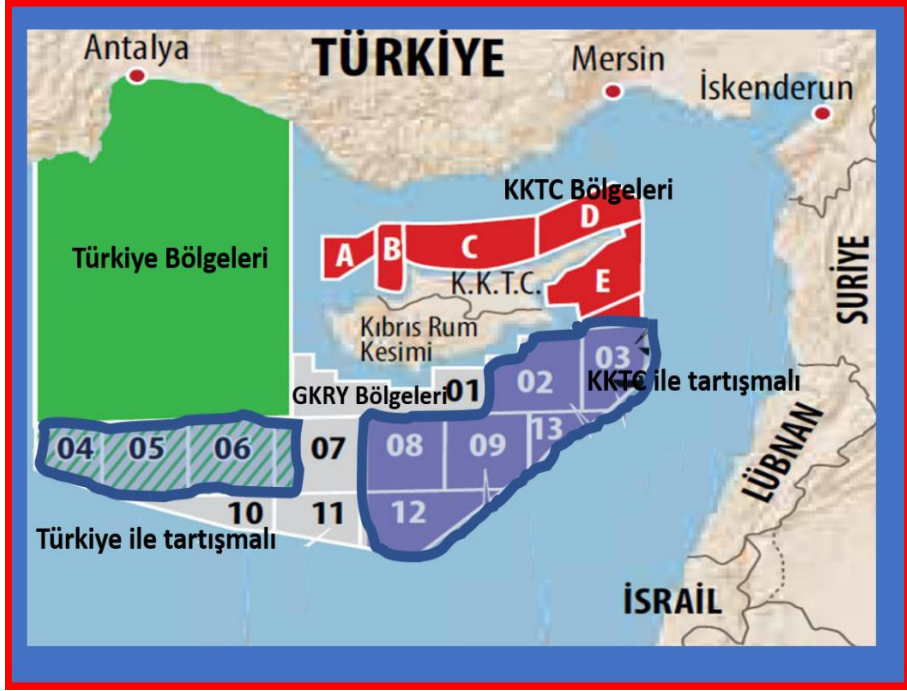 Antalya
TÜRKİYE
Mersin
İskenderun
KKTC Bölgeleri
A
B
C
D
Türkiye Bölgeleri
K.K.T.C.
E
SURİYE
Kıbrıs Rum
Kesimi
GKRY Bölgeleri
01
02
03
KKTC ile tartışmalı
04
05
06
07
08
09
13
LÜBNAN
10
11
12
Türkiye ile tartışmalı
İSRAİL